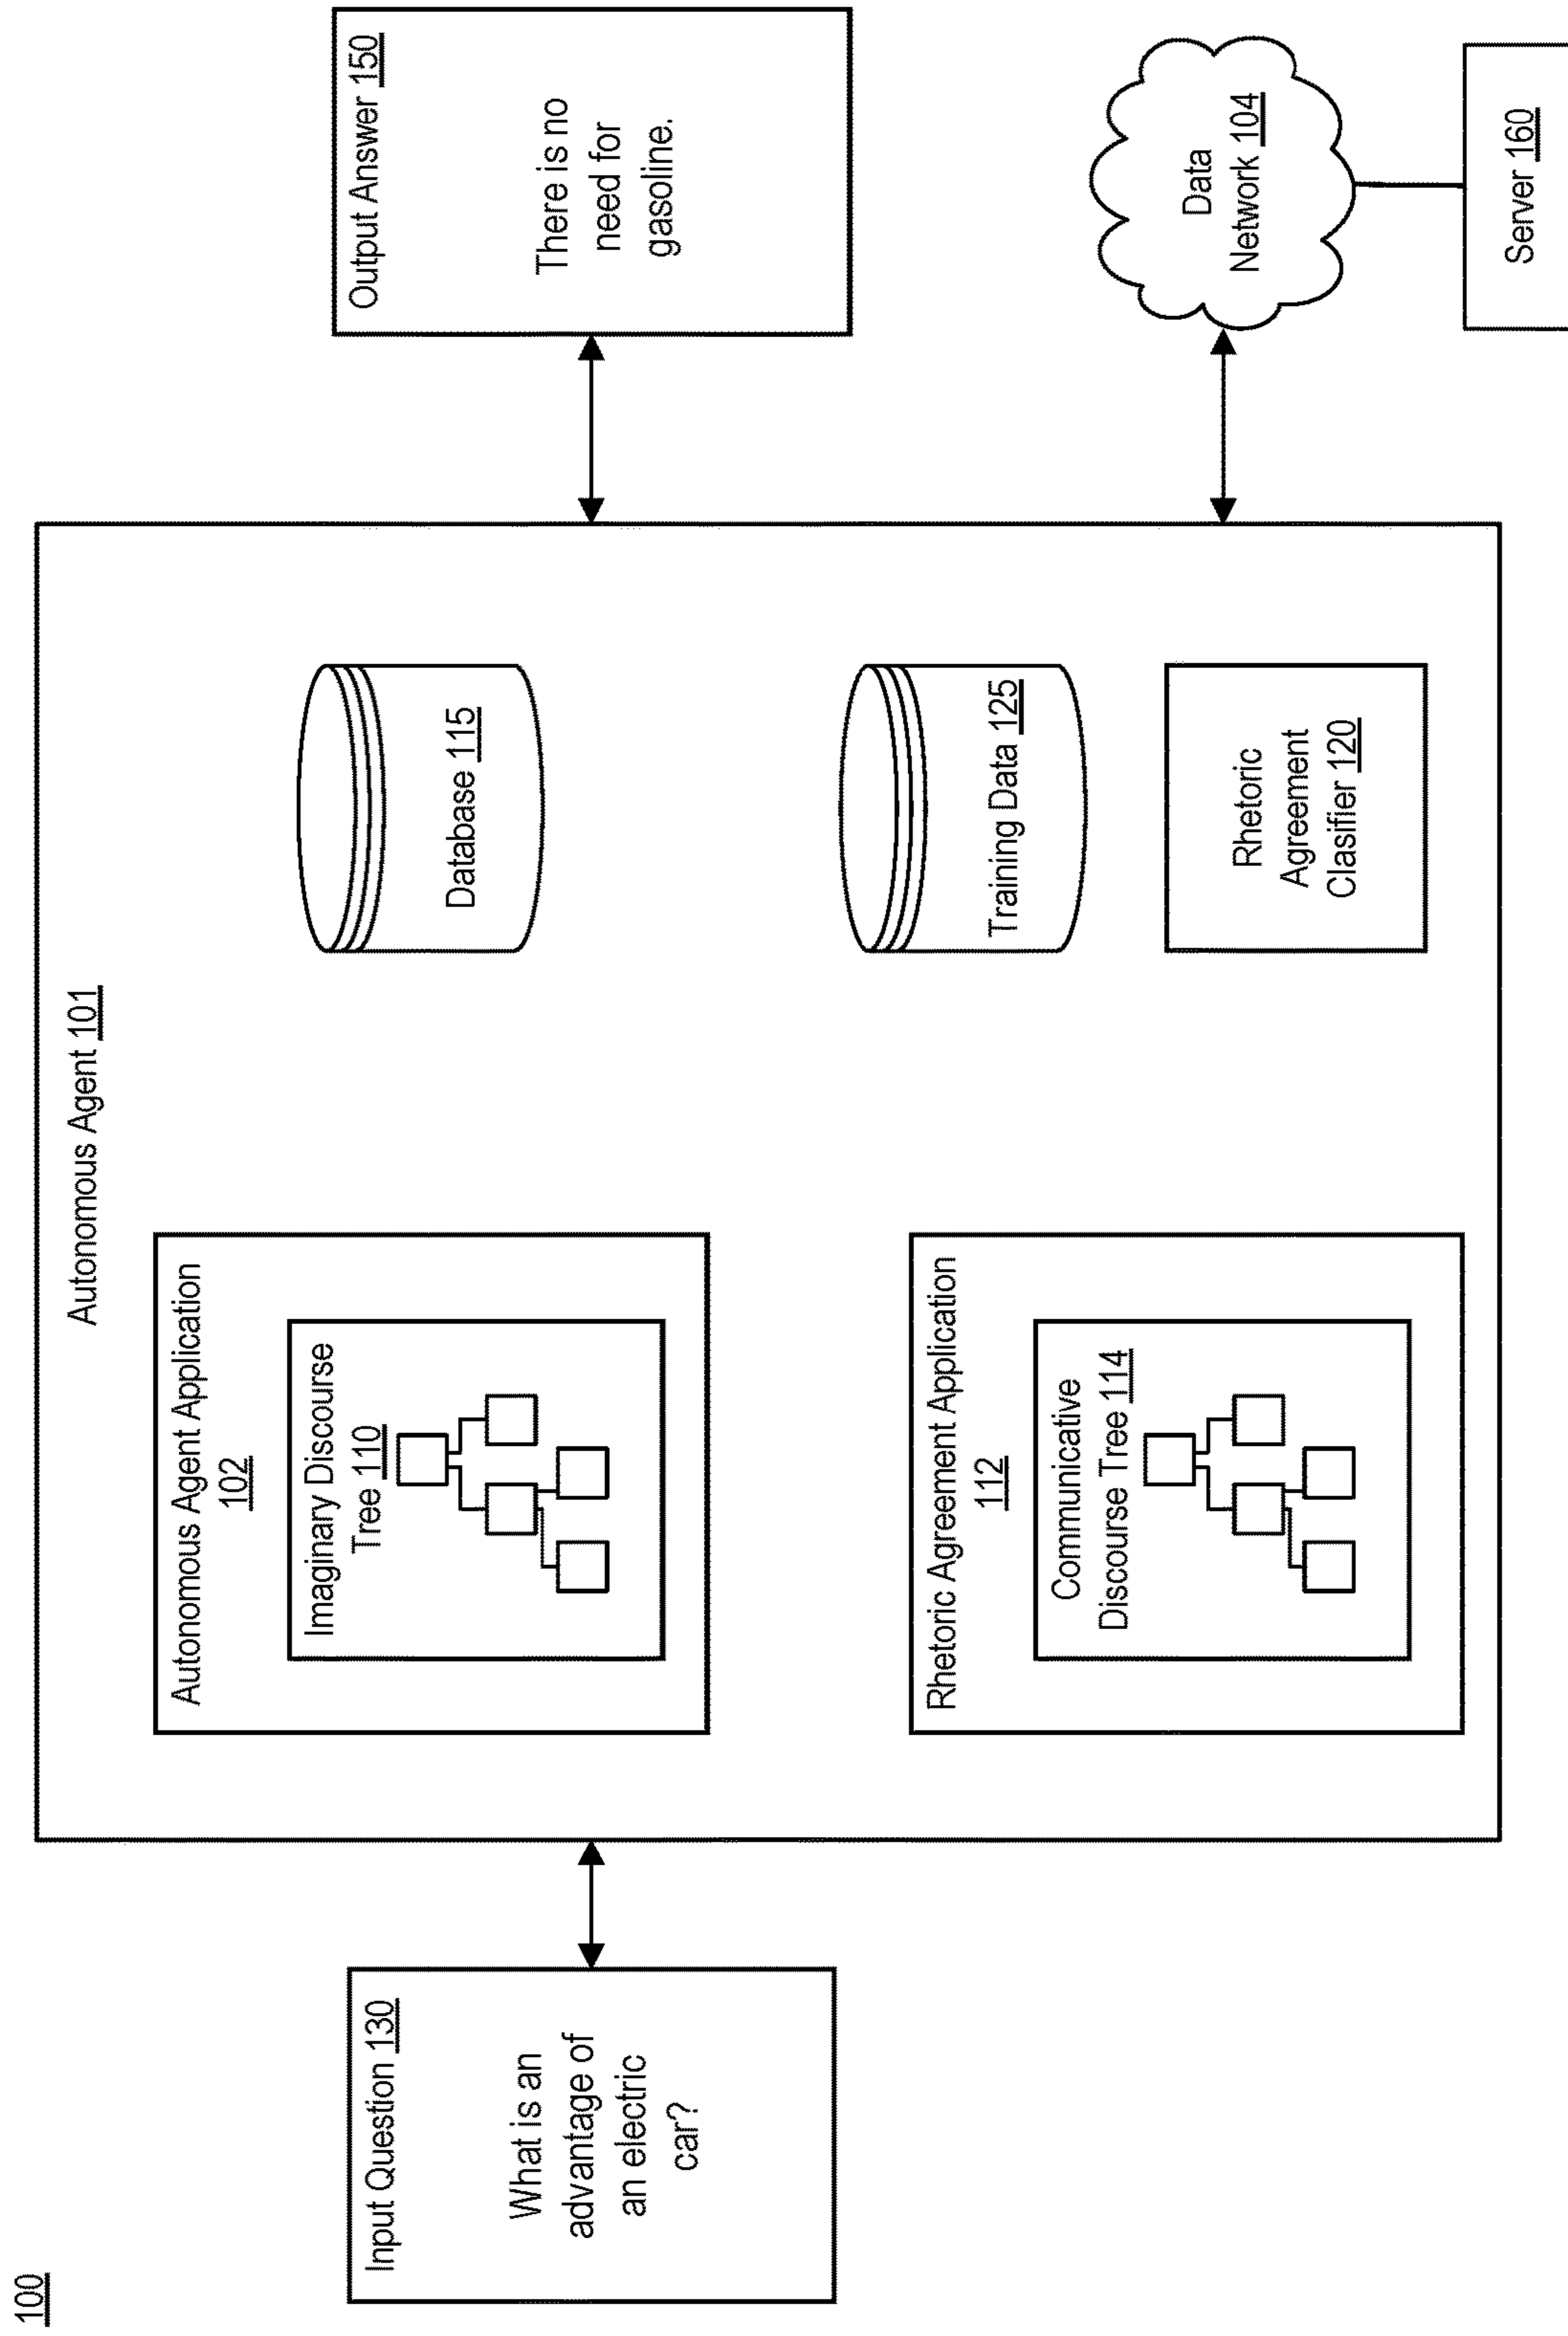 100
Input Question 130
What is an
advantage of
an electric
car?
Autonomous Agent 101
Autonomous Agent Application
102
Imaginary Discourse
Tree 110
Rhetoric Agreement Application
112
Communicative
Discourse Tree 114
Database 115
Training Data 125
Rhetoric
Agreement
Clasifier 120
Output Answer 150
There is no
need for
gasoline.
Data
Network 104
Server 160